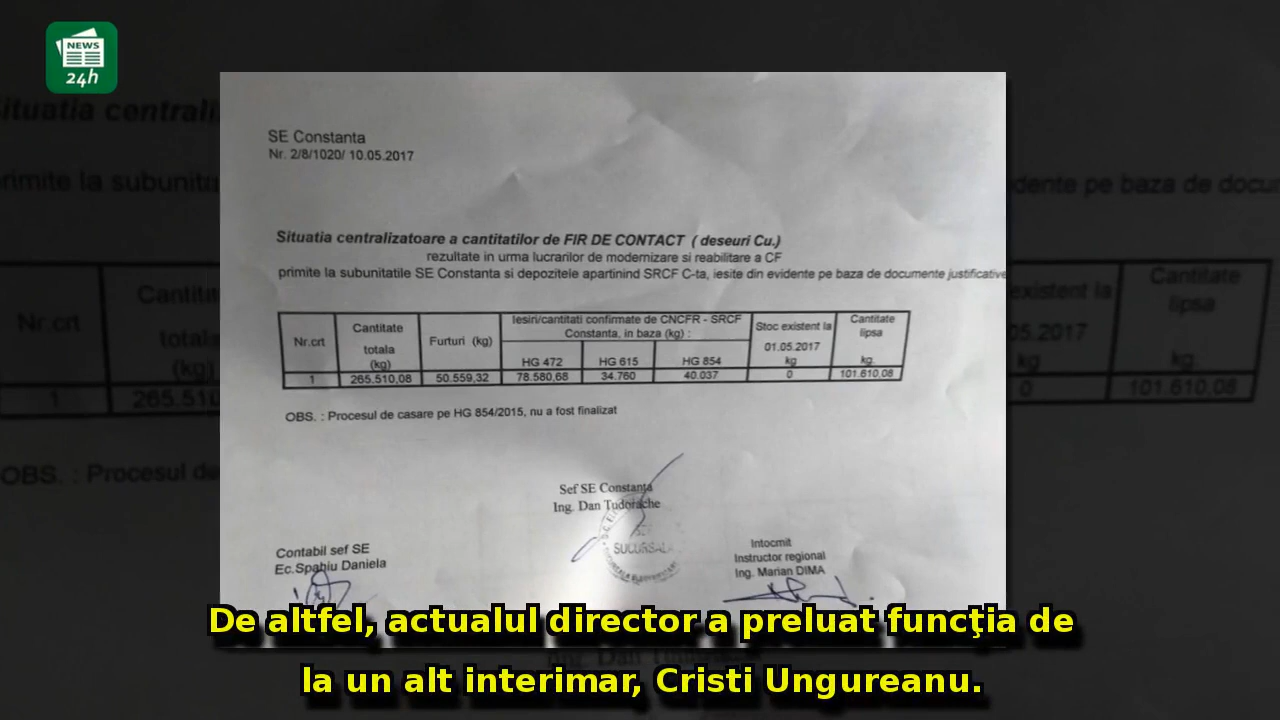 NEWS
24h
SE Constanta
Nr. 2/8/1020/ 10.05.2017
Situatia centralizatoare a cantitatilor de FIR DE CONTACT ( deseuri Cu.)
rezultate in urma lucrarilor de modernizare si reabilitare a CF
primite la subunitatile SE Constanta si depozitele apartinind SRCF C-ta, iesite din evidente pe baza de documente justificative
Nr.crt
Cantitate totala (kg)
Furturi (kg)
Iesiri/cantitati confirmate de CNCFR - SRCF Constanta, in baza (kg) :
HG 472
HG 615
HG 854
Stoc existent la 01.05.2017 kg
Cantitate lipsa kg
1 265.510,08 50.559,32 78.580,68 34.760 40.037 0 101.610,08
OBS. : Procesul de casare pe HG 854/2015, nu a fost finalizat
Sef SE Constanta
Ing. Dan Tudorache
SUCURSALA
Contabil sef SE
Ec.Spahiu Daniela
Intocmit
Instructor regional
Ing. Marian DIMA
De altfel, actualul director a preluat funcţia de
la un alt interimar, Cristi Ungureanu.